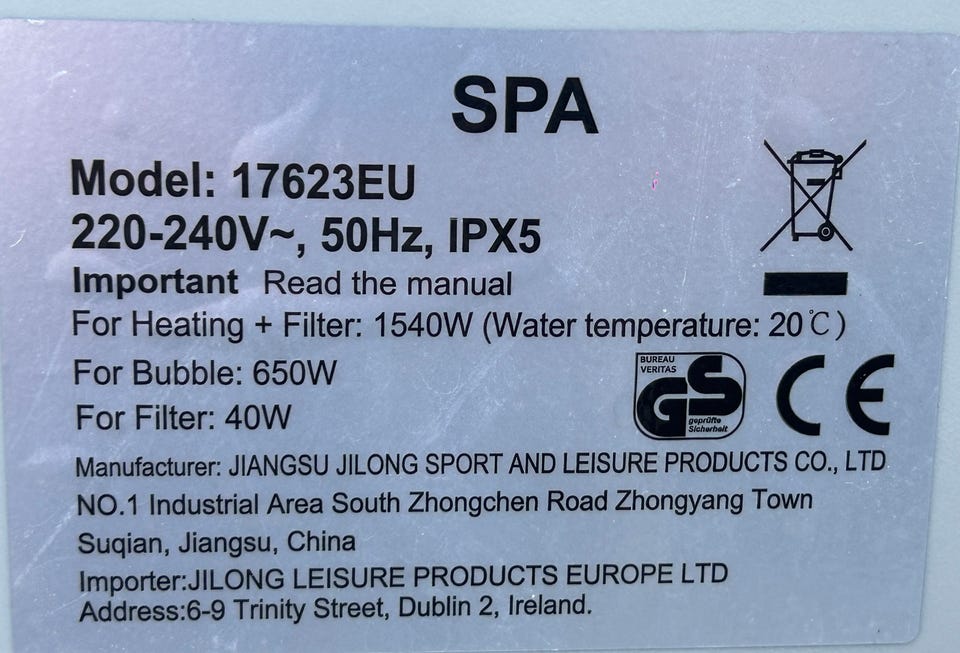 SPA
Model: 17623EU
220-240V~, 50Hz, IPX5
Important Read the manual
For Heating + Filter: 1540W (Water temperature: 20℃)
For Bubble: 650W
For Filter: 40W
BUREAU
VERITAS
GS
geprüfte
Sicherheit
CE
Manufacturer: JIANGSU JILONG SPORT AND LEISURE PRODUCTS CO., LTD
NO.1 Industrial Area South Zhongchen Road Zhongyang Town
Suqian, Jiangsu, China
Importer:JILONG LEISURE PRODUCTS EUROPE LTD
Address:6-9 Trinity Street, Dublin 2, Ireland.